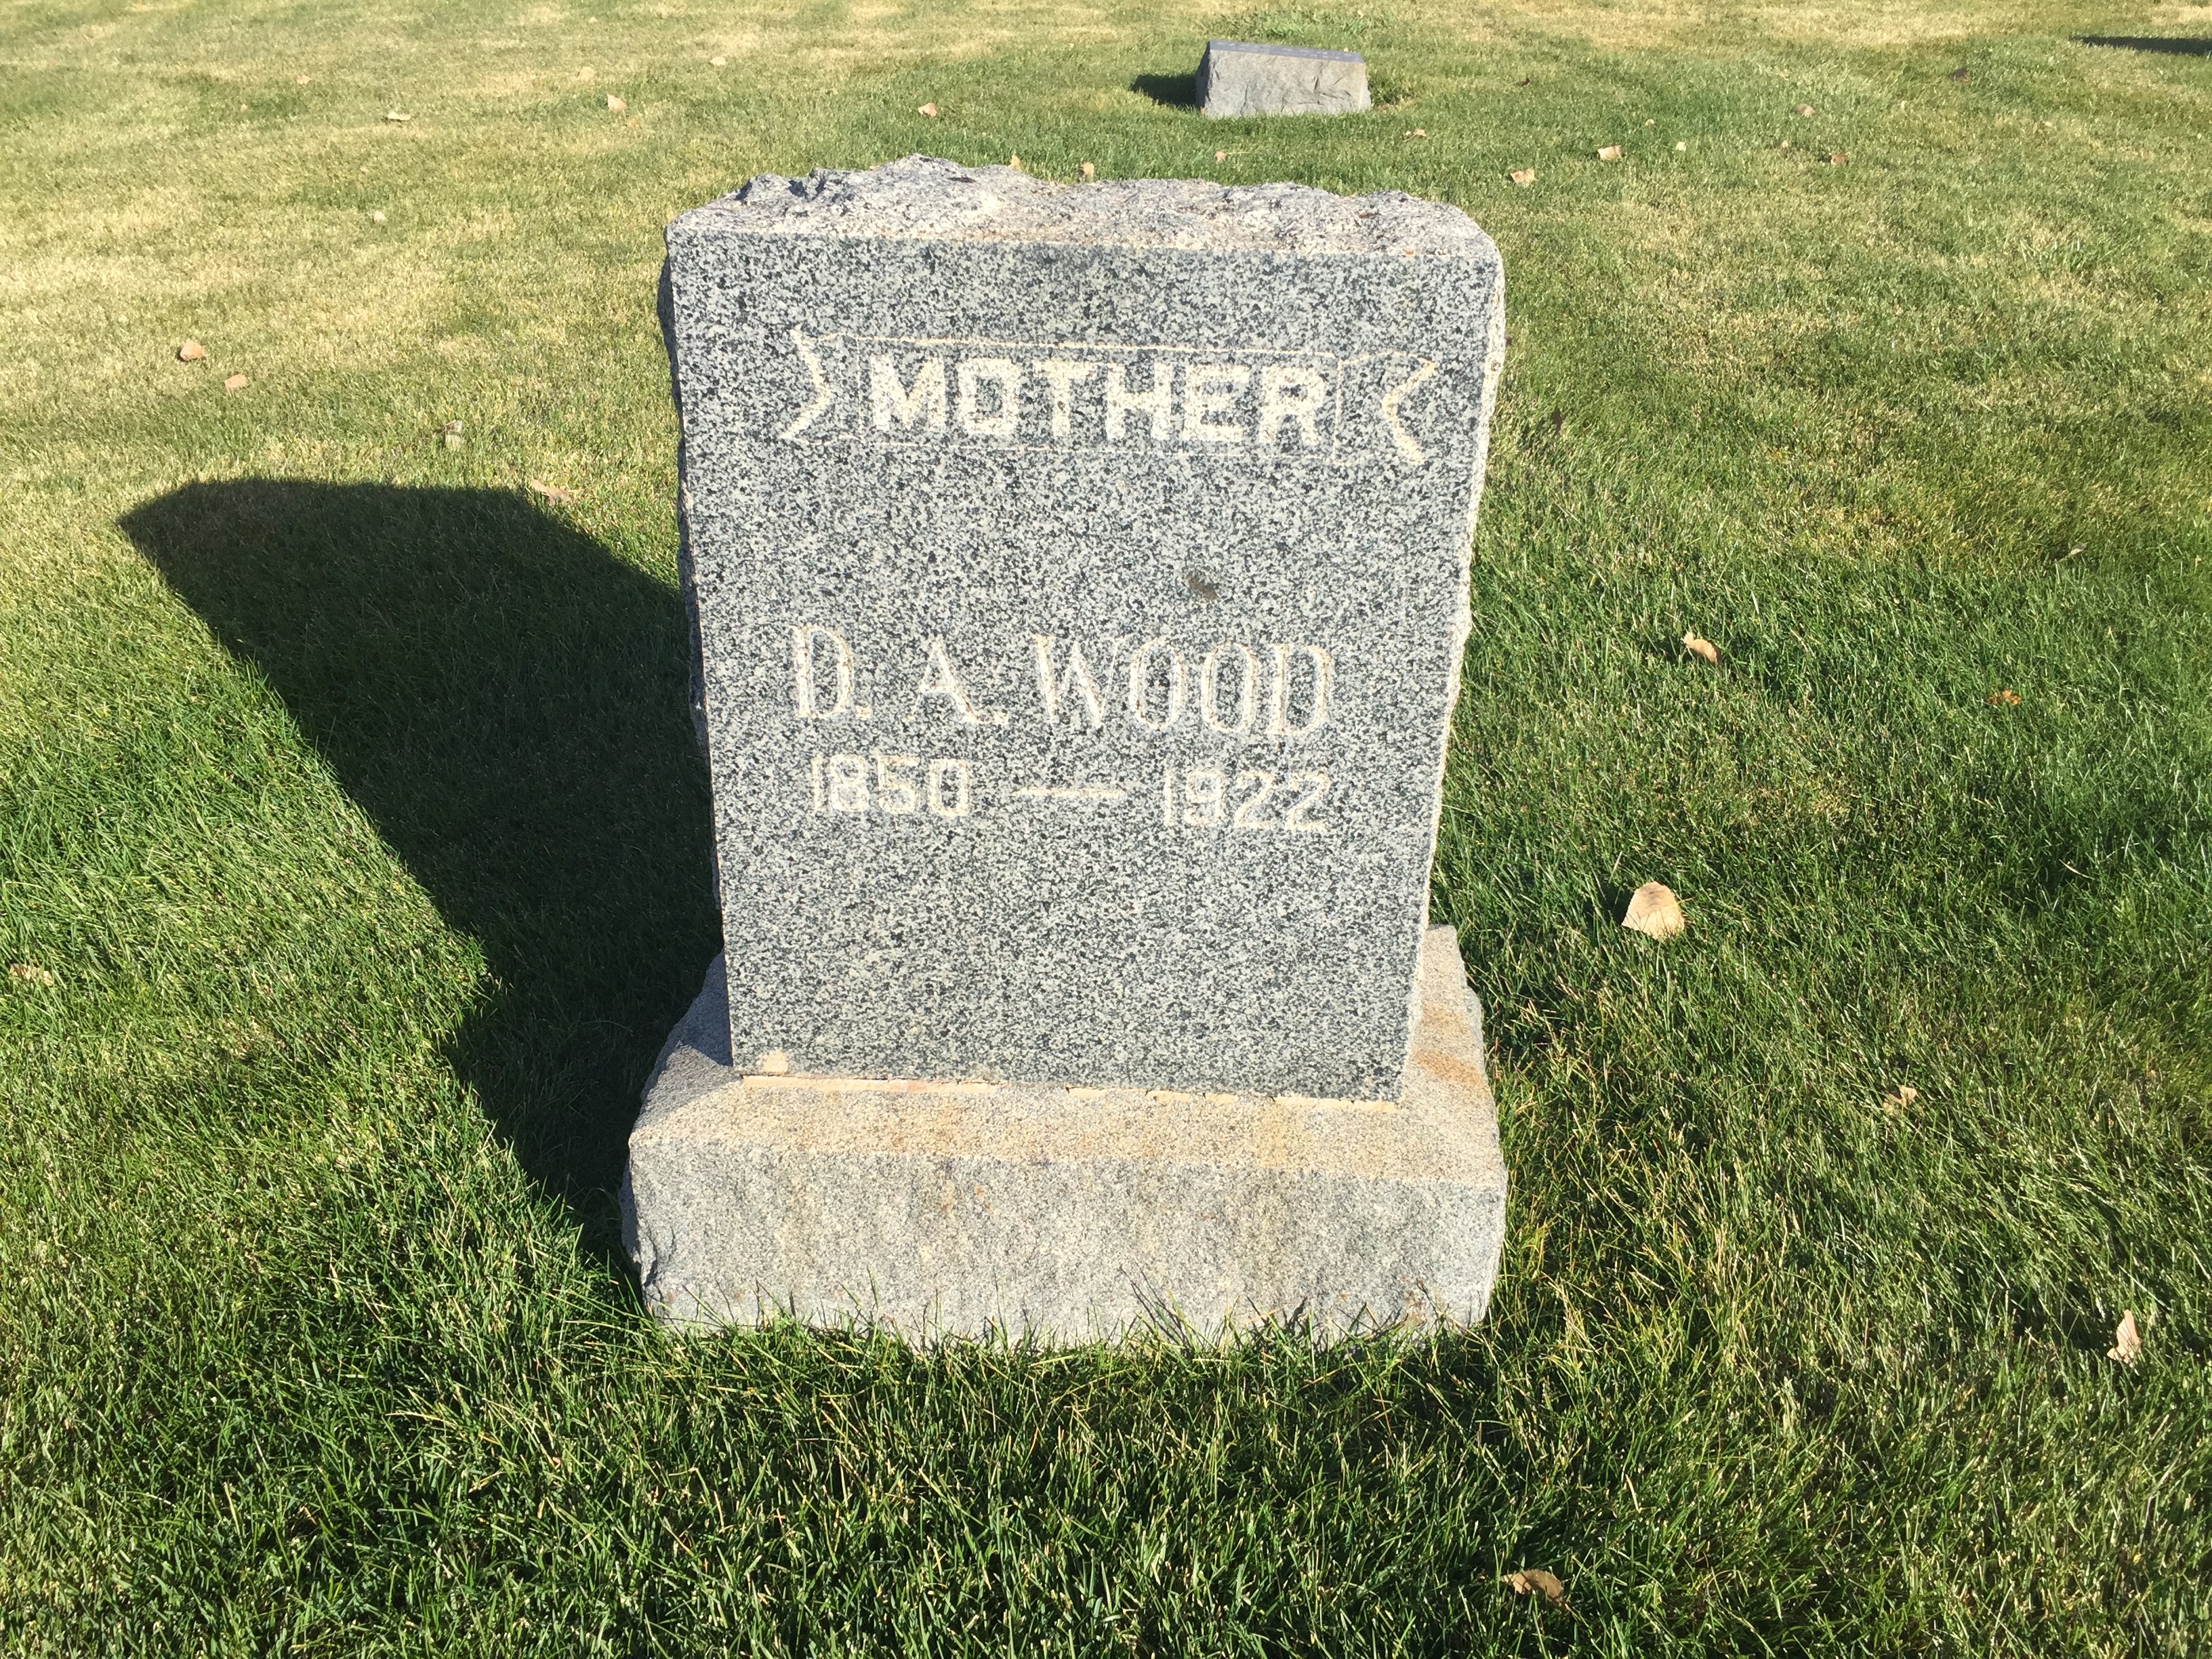 MOTHER
D. A. WOOD
1850 — 1922